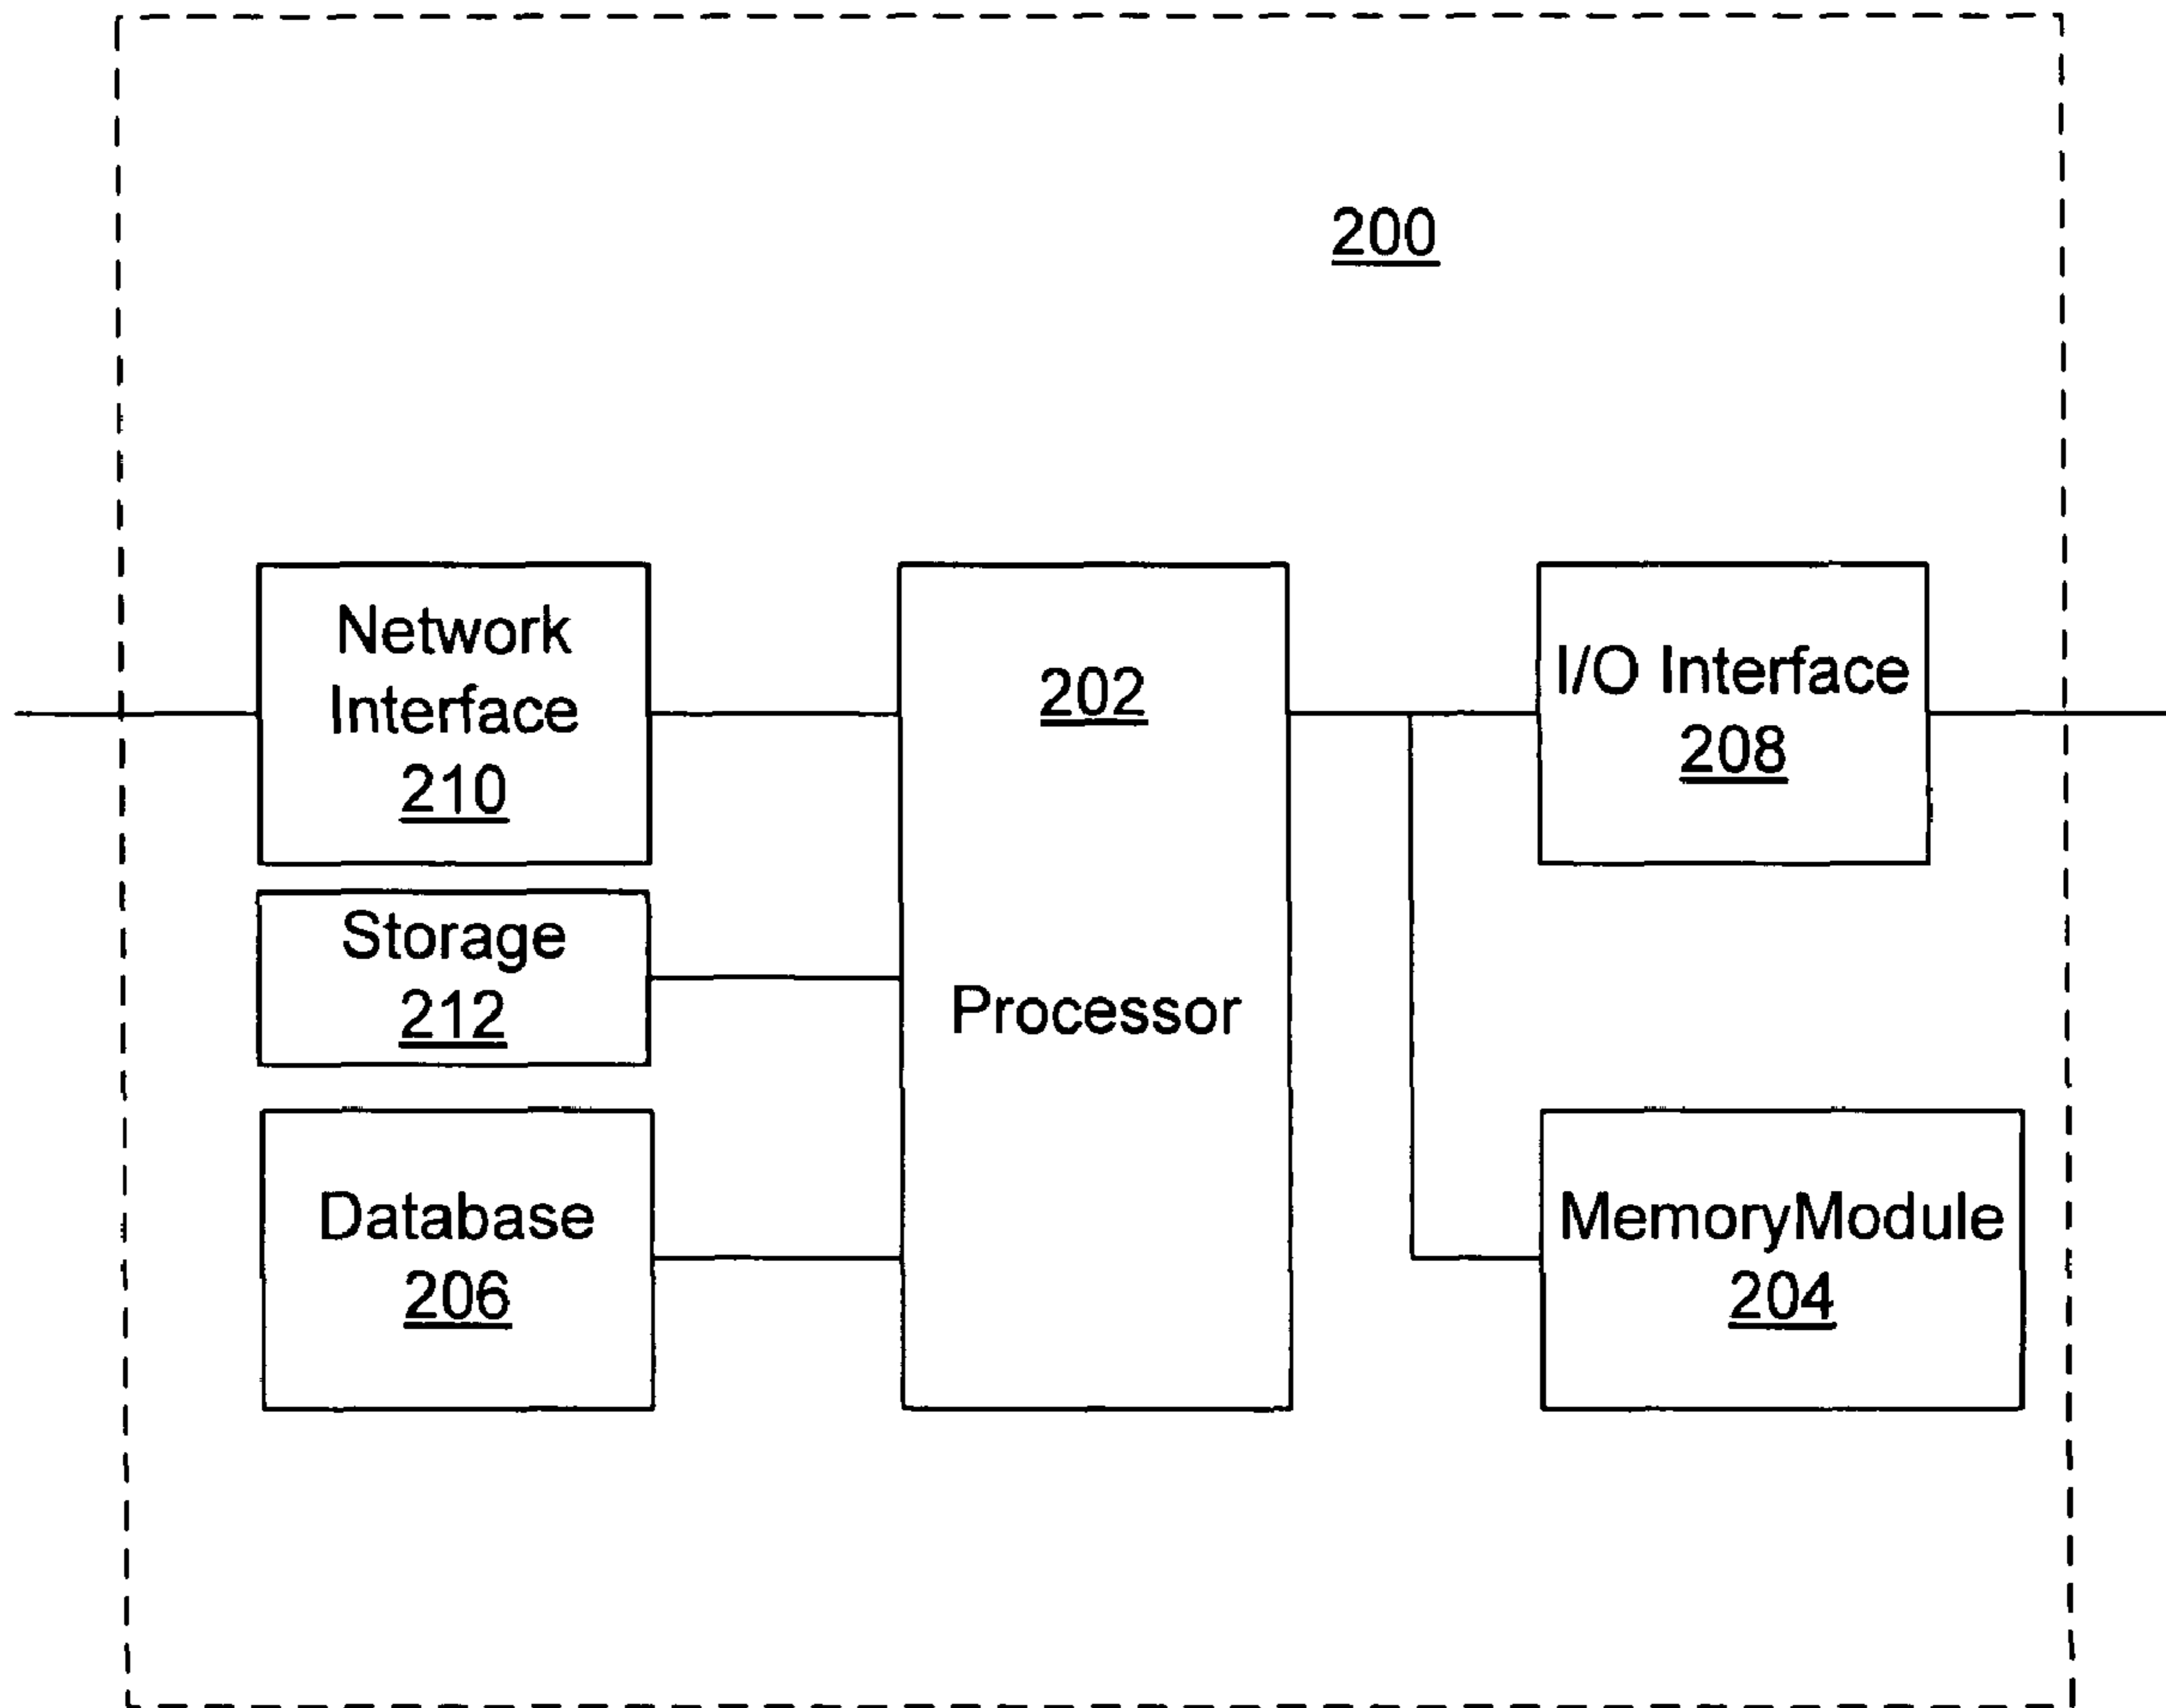 200
Network
Interface
210
202
Processor
I/O Interface
208
Storage
212
Database
206
MemoryModule
204